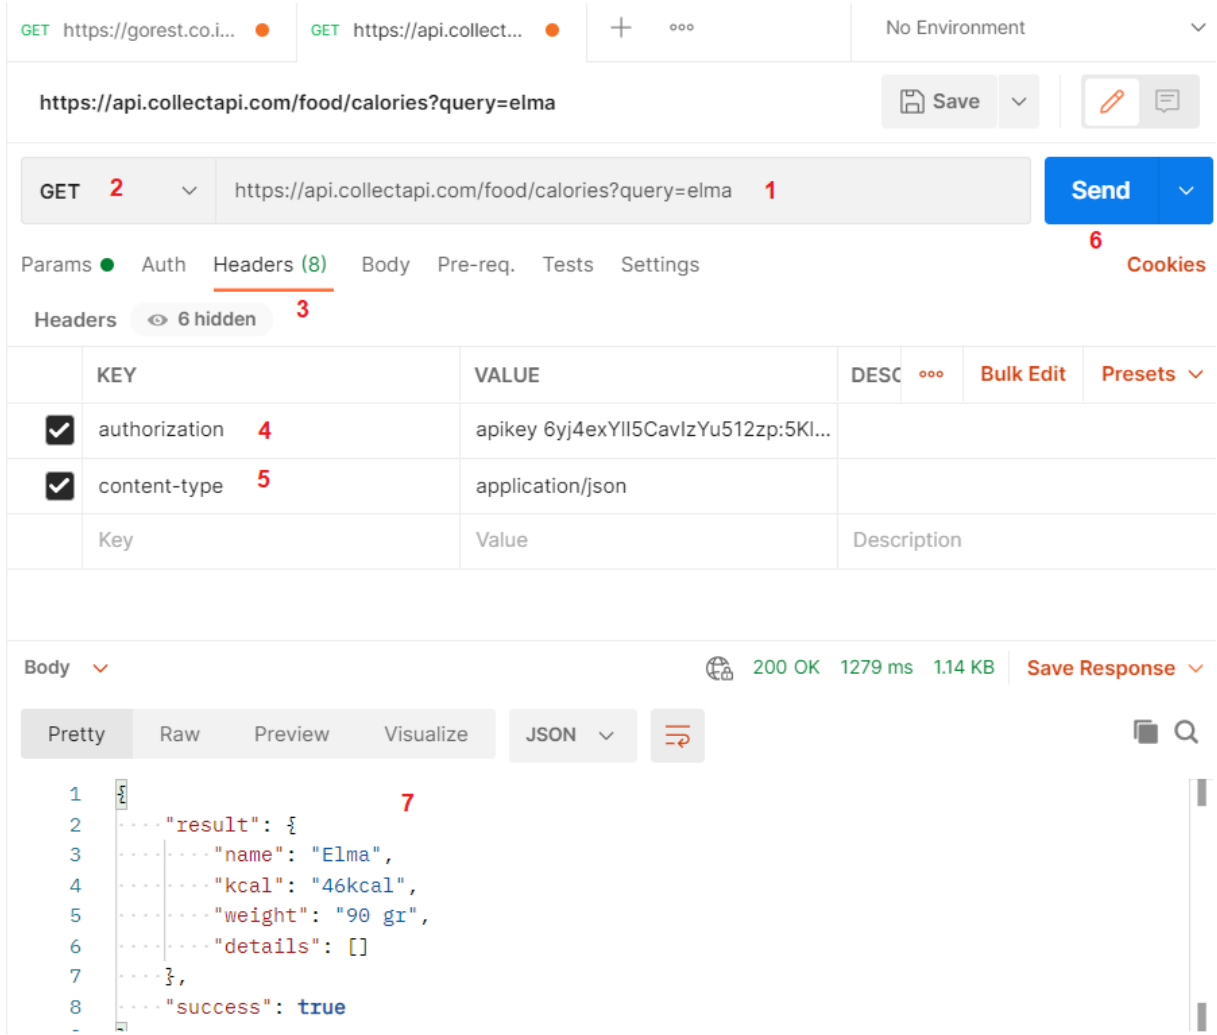 GET https://gorest.co.i... GET https://api.collect... No Environment
https://api.collectapi.com/food/calories?query=elma Save
GET 2 https://api.collectapi.com/food/calories?query=elma 1 Send
6
Params Auth Headers (8) Body Pre-req. Tests Settings Cookies
Headers 6 hidden 3
KEY VALUE DESC Bulk Edit Presets
authorization 4 apikey 6yj4exYlI5CavIzYu512zp:5Kl...
content-type 5 application/json
Key Value Description
Body 200 OK 1279 ms 1.14 KB Save Response
Pretty Raw Preview Visualize JSON
1 {
7
2 "result": {
3 "name": "Elma",
4 "kcal": "46kcal",
5 "weight": "90 gr",
6 "details": []
7 },
8 "success": true